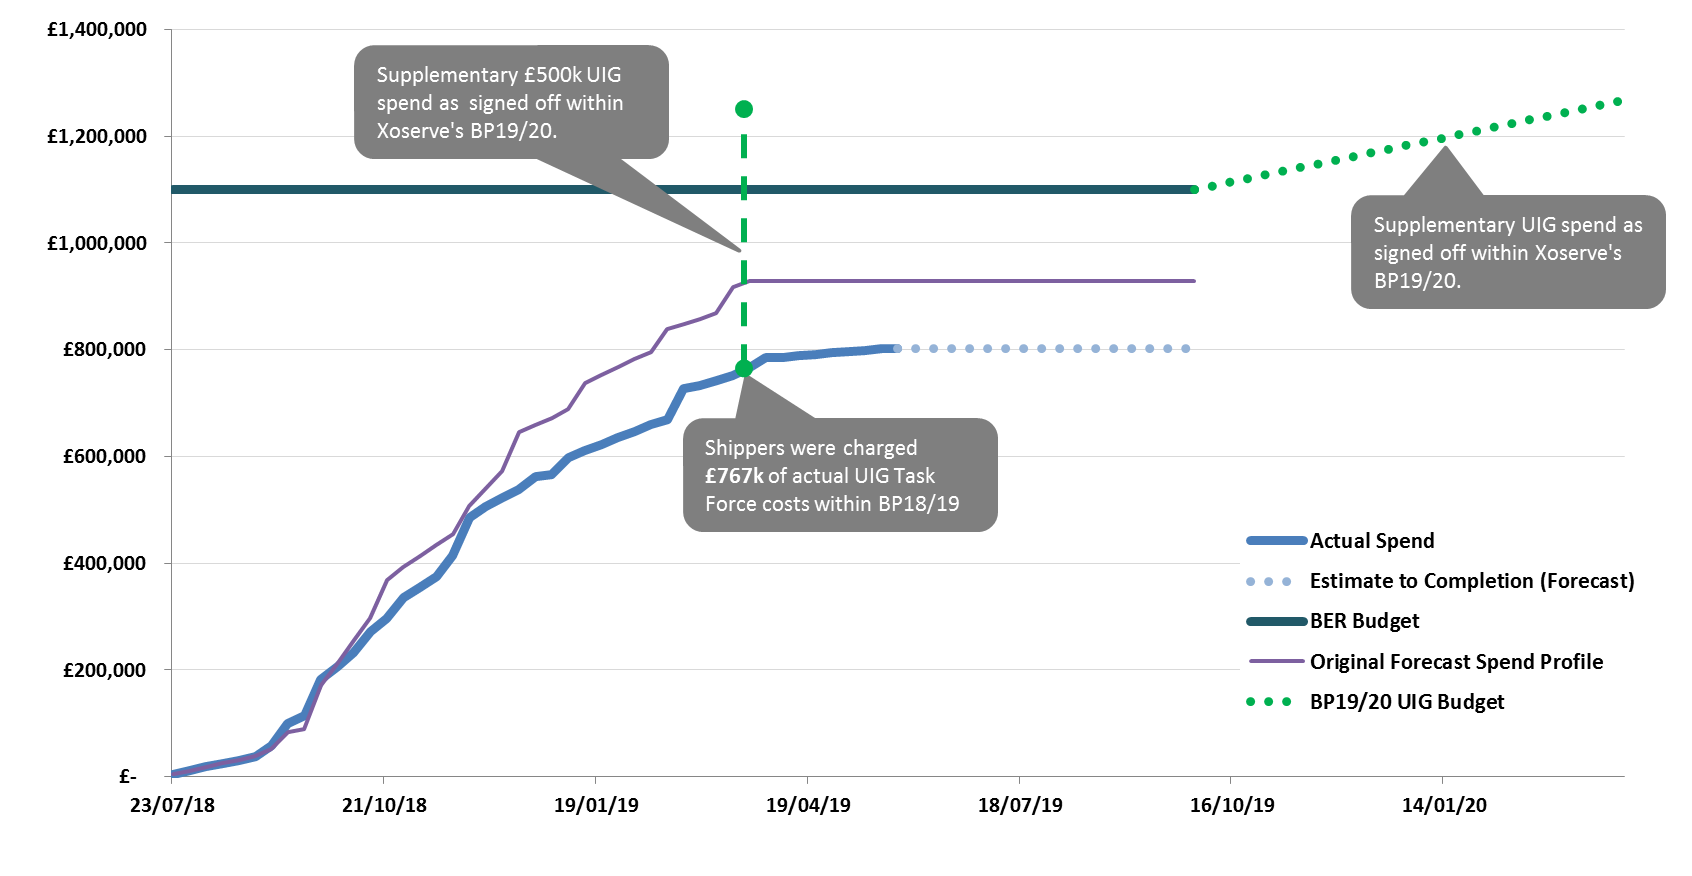 £1,400,000
£1,200,000
£1,000,000
£800,000
£600,000
£400,000
£200,000
£-
Supplementary £500k UIG
spend as signed off within
Xoserve's BP19/20.
Supplementary UIG spend as
signed off within Xoserve's
BP19/20.
Shippers were charged
£767k of actual UIG Task
Force costs within BP18/19
Actual Spend
Estimate to Completion (Forecast)
BER Budget
Original Forecast Spend Profile
BP19/20 UIG Budget
23/07/18
21/10/18
19/01/19
19/04/19
18/07/19
16/10/19
14/01/20